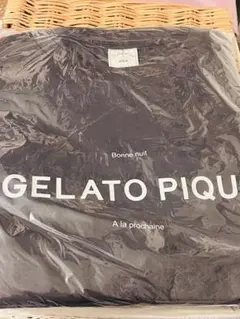 Bonne nuit
GELATO PIQU
A la prochaine